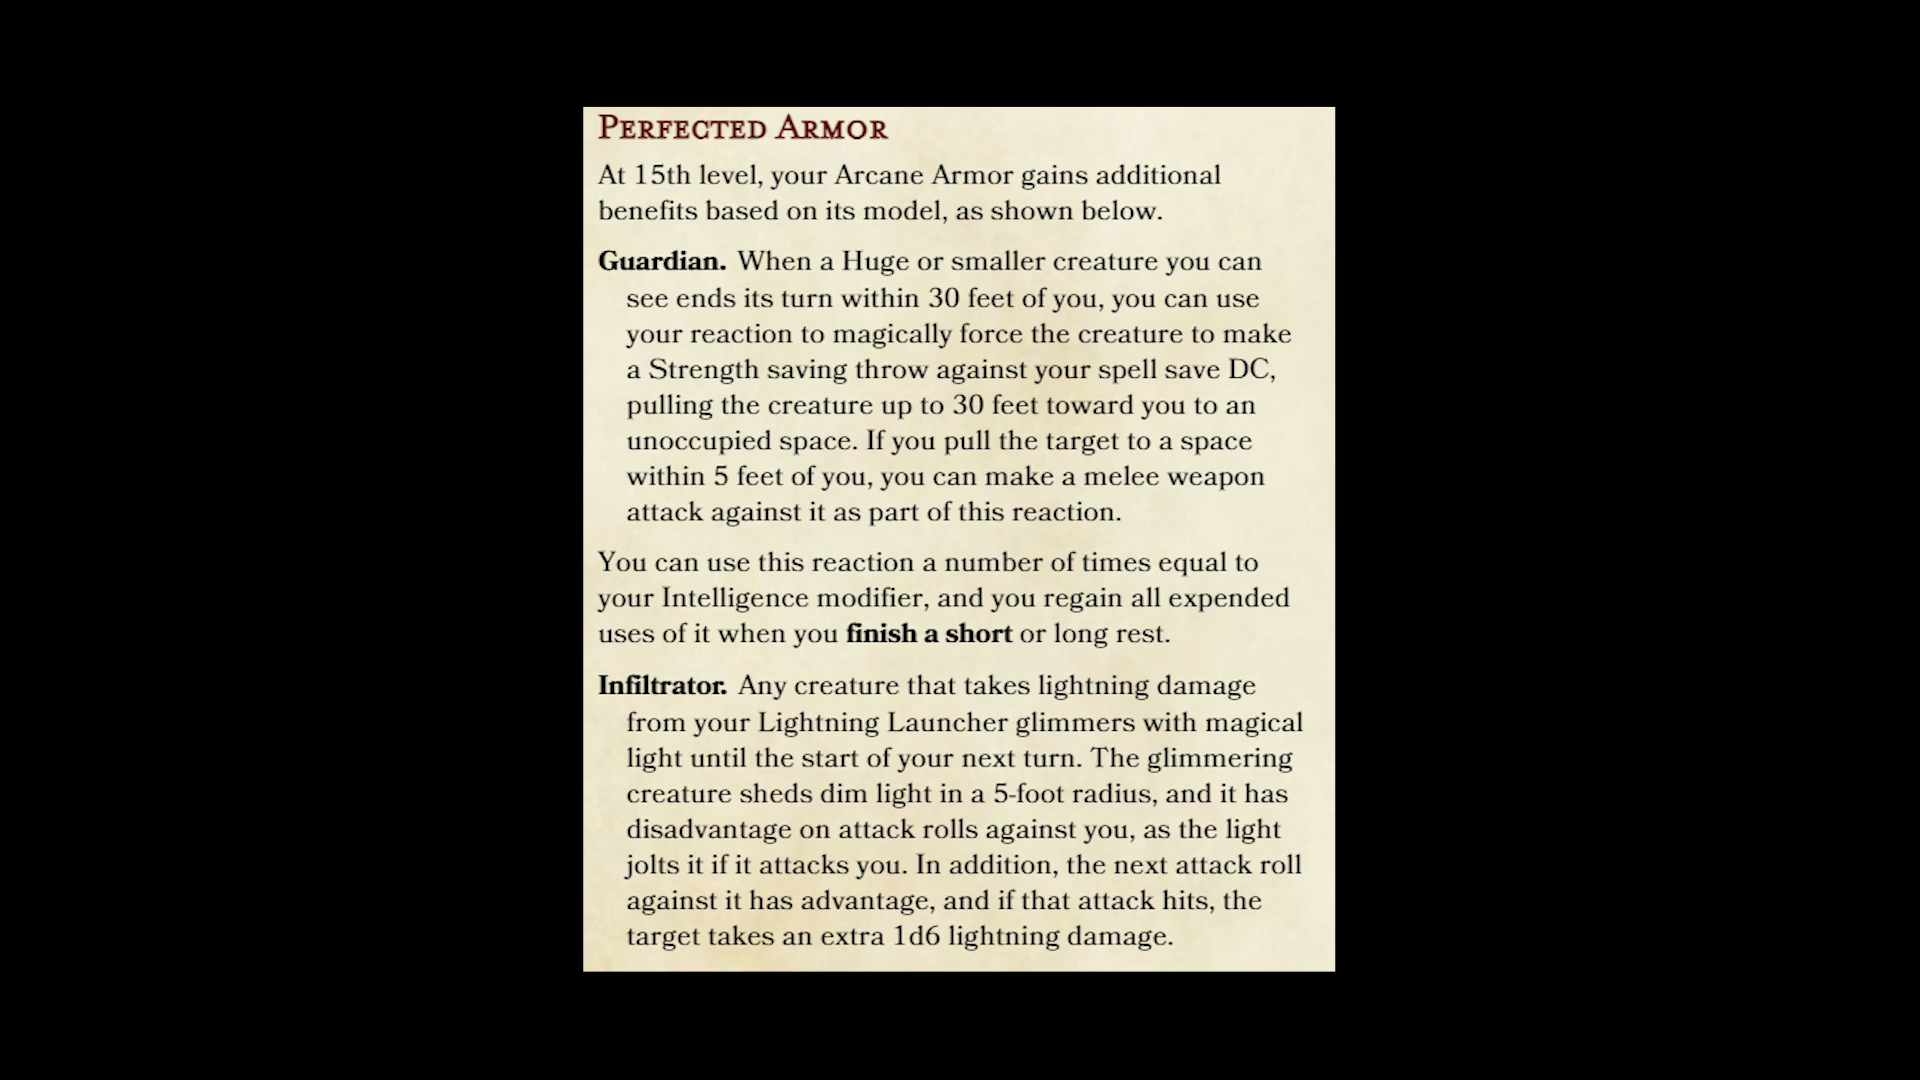 Perfected Armor
At 15th level, your Arcane Armor gains additional
benefits based on its model, as shown below.
Guardian. When a Huge or smaller creature you can
see ends its turn within 30 feet of you, you can use
your reaction to magically force the creature to make
a Strength saving throw against your spell save DC,
pulling the creature up to 30 feet toward you to an
unoccupied space. If you pull the target to a space
within 5 feet of you, you can make a melee weapon
attack against it as part of this reaction.
You can use this reaction a number of times equal to
your Intelligence modifier, and you regain all expended
uses of it when you finish a short or long rest.
Infiltrator. Any creature that takes lightning damage
from your Lightning Launcher glimmers with magical
light until the start of your next turn. The glimmering
creature sheds dim light in a 5-foot radius, and it has
disadvantage on attack rolls against you, as the light
jolts it if it attacks you. In addition, the next attack roll
against it has advantage, and if that attack hits, the
target takes an extra 1d6 lightning damage.